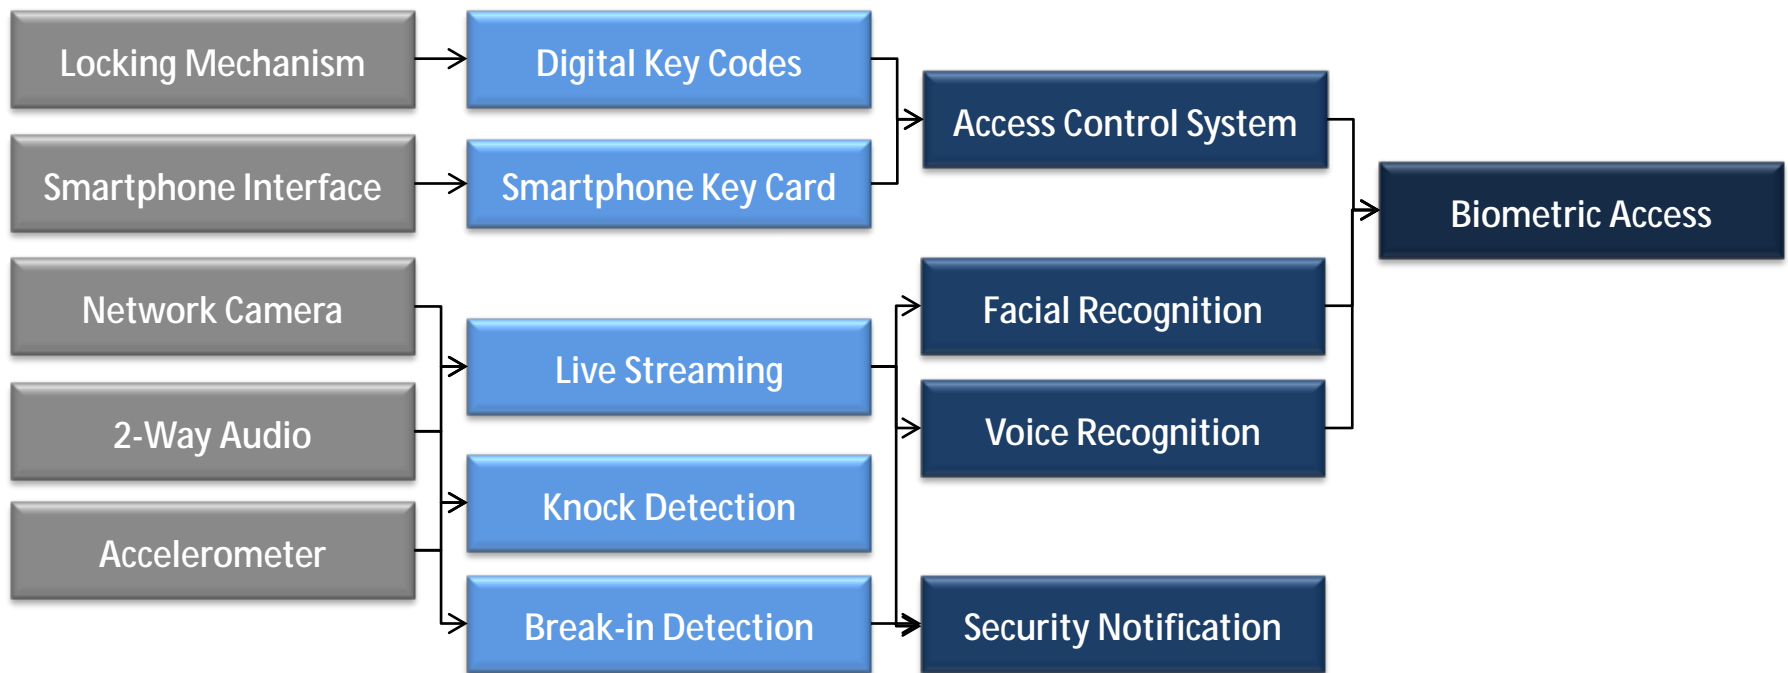 Locking Mechanism
Smartphone Interface
Network Camera
2-Way Audio
Accelerometer
Digital Key Codes
Smartphone Key Card
Live Streaming
Knock Detection
Break-in Detection
Access Control System
Facial Recognition
Voice Recognition
Security Notification
Biometric Access